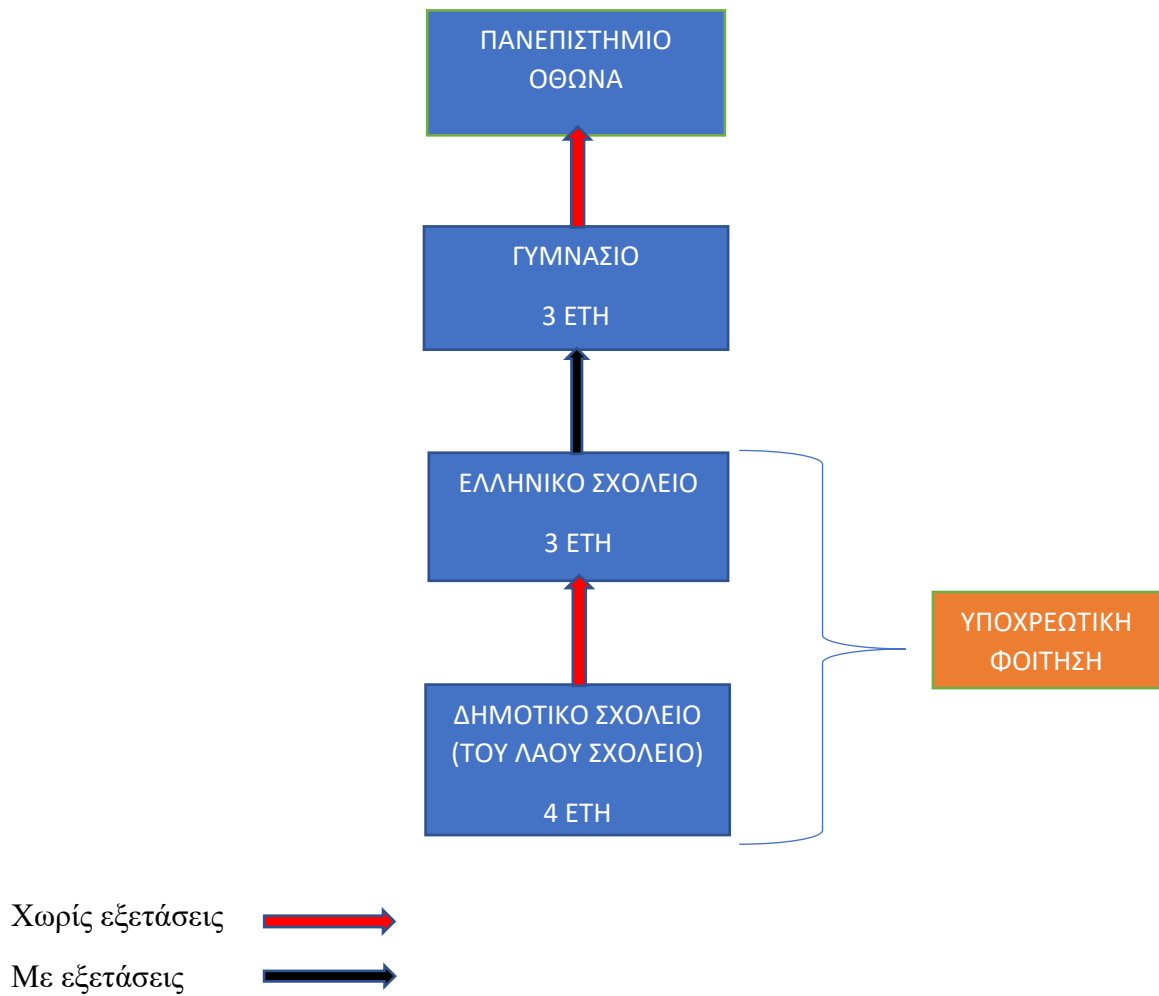 ΠΑΝΕΠΙΣΤΗΜΙΟ
ΟΘΩΝΑ
ΓΥΜΝΑΣΙΟ
3 ΕΤΗ
ΕΛΛΗΝΙΚΟ ΣΧΟΛΕΙΟ
3 ΕΤΗ
ΥΠΟΧΡΕΩΤΙΚΗ
ΦΟΙΤΗΣΗ
ΔΗΜΟΤΙΚΟ ΣΧΟΛΕΙΟ
(ΤΟΥ ΛΑΟΥ ΣΧΟΛΕΙΟ)
4 ΕΤΗ
Χωρίς εξετάσεις
Με εξετάσεις